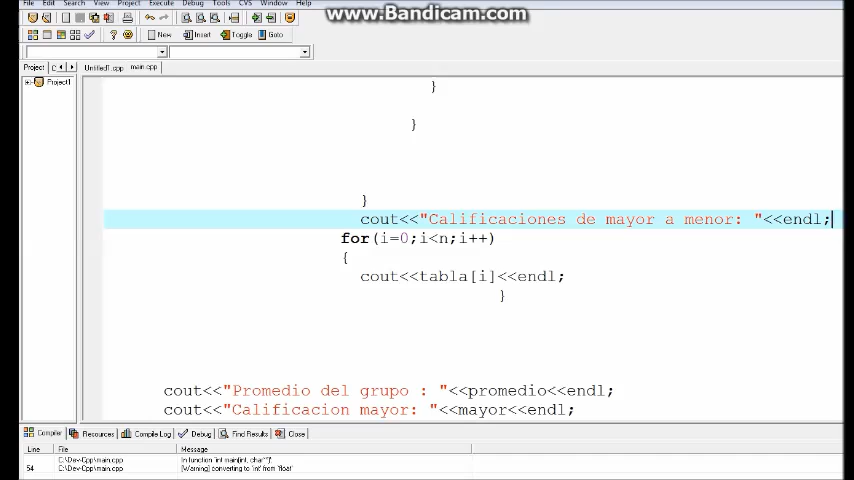 File Edit Search View Project Execute Debug Tools CVS Window Help
www.Bandicam.com
New Insert Toggle Goto
Project Untitled1.cpp main.cpp
Project1
}
}
}
cout<<"Calificaciones de mayor a menor: "<<endl;
for(i=0;i<n;i++)
{
cout<<tabla[i]<<endl;
}
cout<<"Promedio del grupo : "<<promedio<<endl;
cout<<"Calificacion mayor: "<<mayor<<endl;
Compiler Resources Compile Log Debug Find Results Close
Line File Message
C:\Dev-Cpp\main.cpp In function 'int main(int, char**)':
54 C:\Dev-Cpp\main.cpp [Warning] converting to 'int' from 'float'